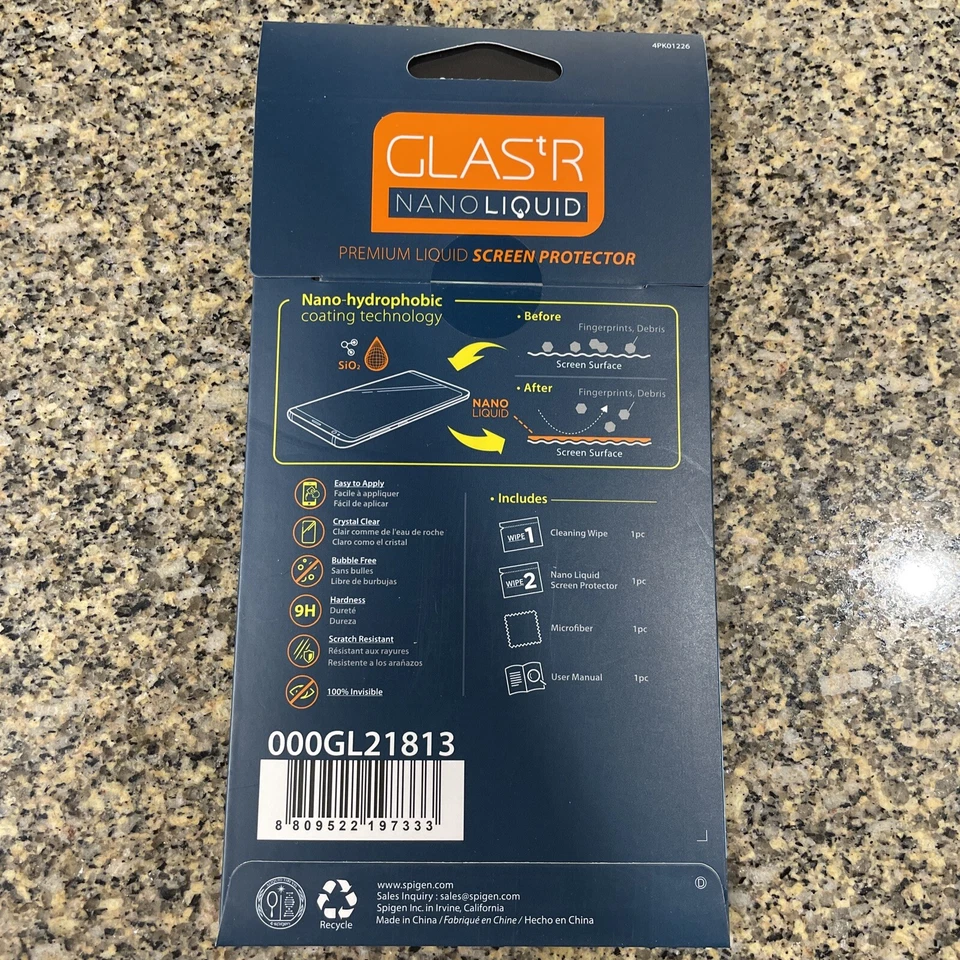 4PK01226
GLAStR
NANO LIQUID
PREMIUM LIQUID SCREEN PROTECTOR
Nano-hydrophobic
coating technology
SiO₂
• Before
Fingerprints, Debris
Screen Surface
• After
Fingerprints, Debris
NANO
LIQUID
Screen Surface
Easy to Apply
Facile à appliquer
Fácil de aplicar
Crystal Clear
Clair comme de l'eau de roche
Claro como el cristal
Bubble Free
Sans bulles
Libre de burbujas
9H
Hardness
Dureté
Dureza
Scratch Resistant
Résistant aux rayures
Resistente a los arañazos
100% Invisible
• Includes
WIPE 1
Cleaning Wipe 1pc
WIPE 2
Nano Liquid
Screen Protector 1pc
Microfiber 1pc
User Manual 1pc
000GL21813
8 809522 197333
Recycle
www.spigen.com
Sales Inquiry : sales@spigen.com
Spigen Inc. in Irvine, California
Made in China / Fabriqué en Chine / Hecho en China
D